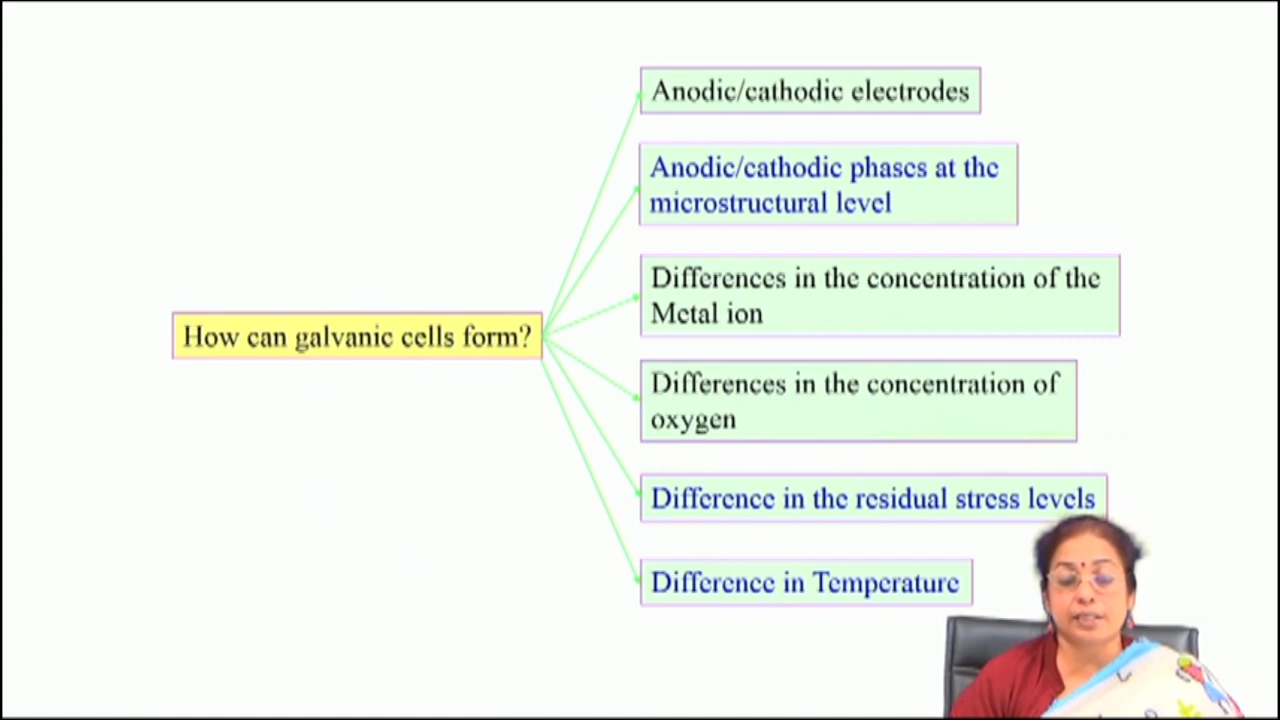 Anodic/cathodic electrodes
Anodic/cathodic phases at the
microstructural level
Differences in the concentration of the
Metal ion
How can galvanic cells form?
Differences in the concentration of
oxygen
Difference in the residual stress levels
Difference in Temperature